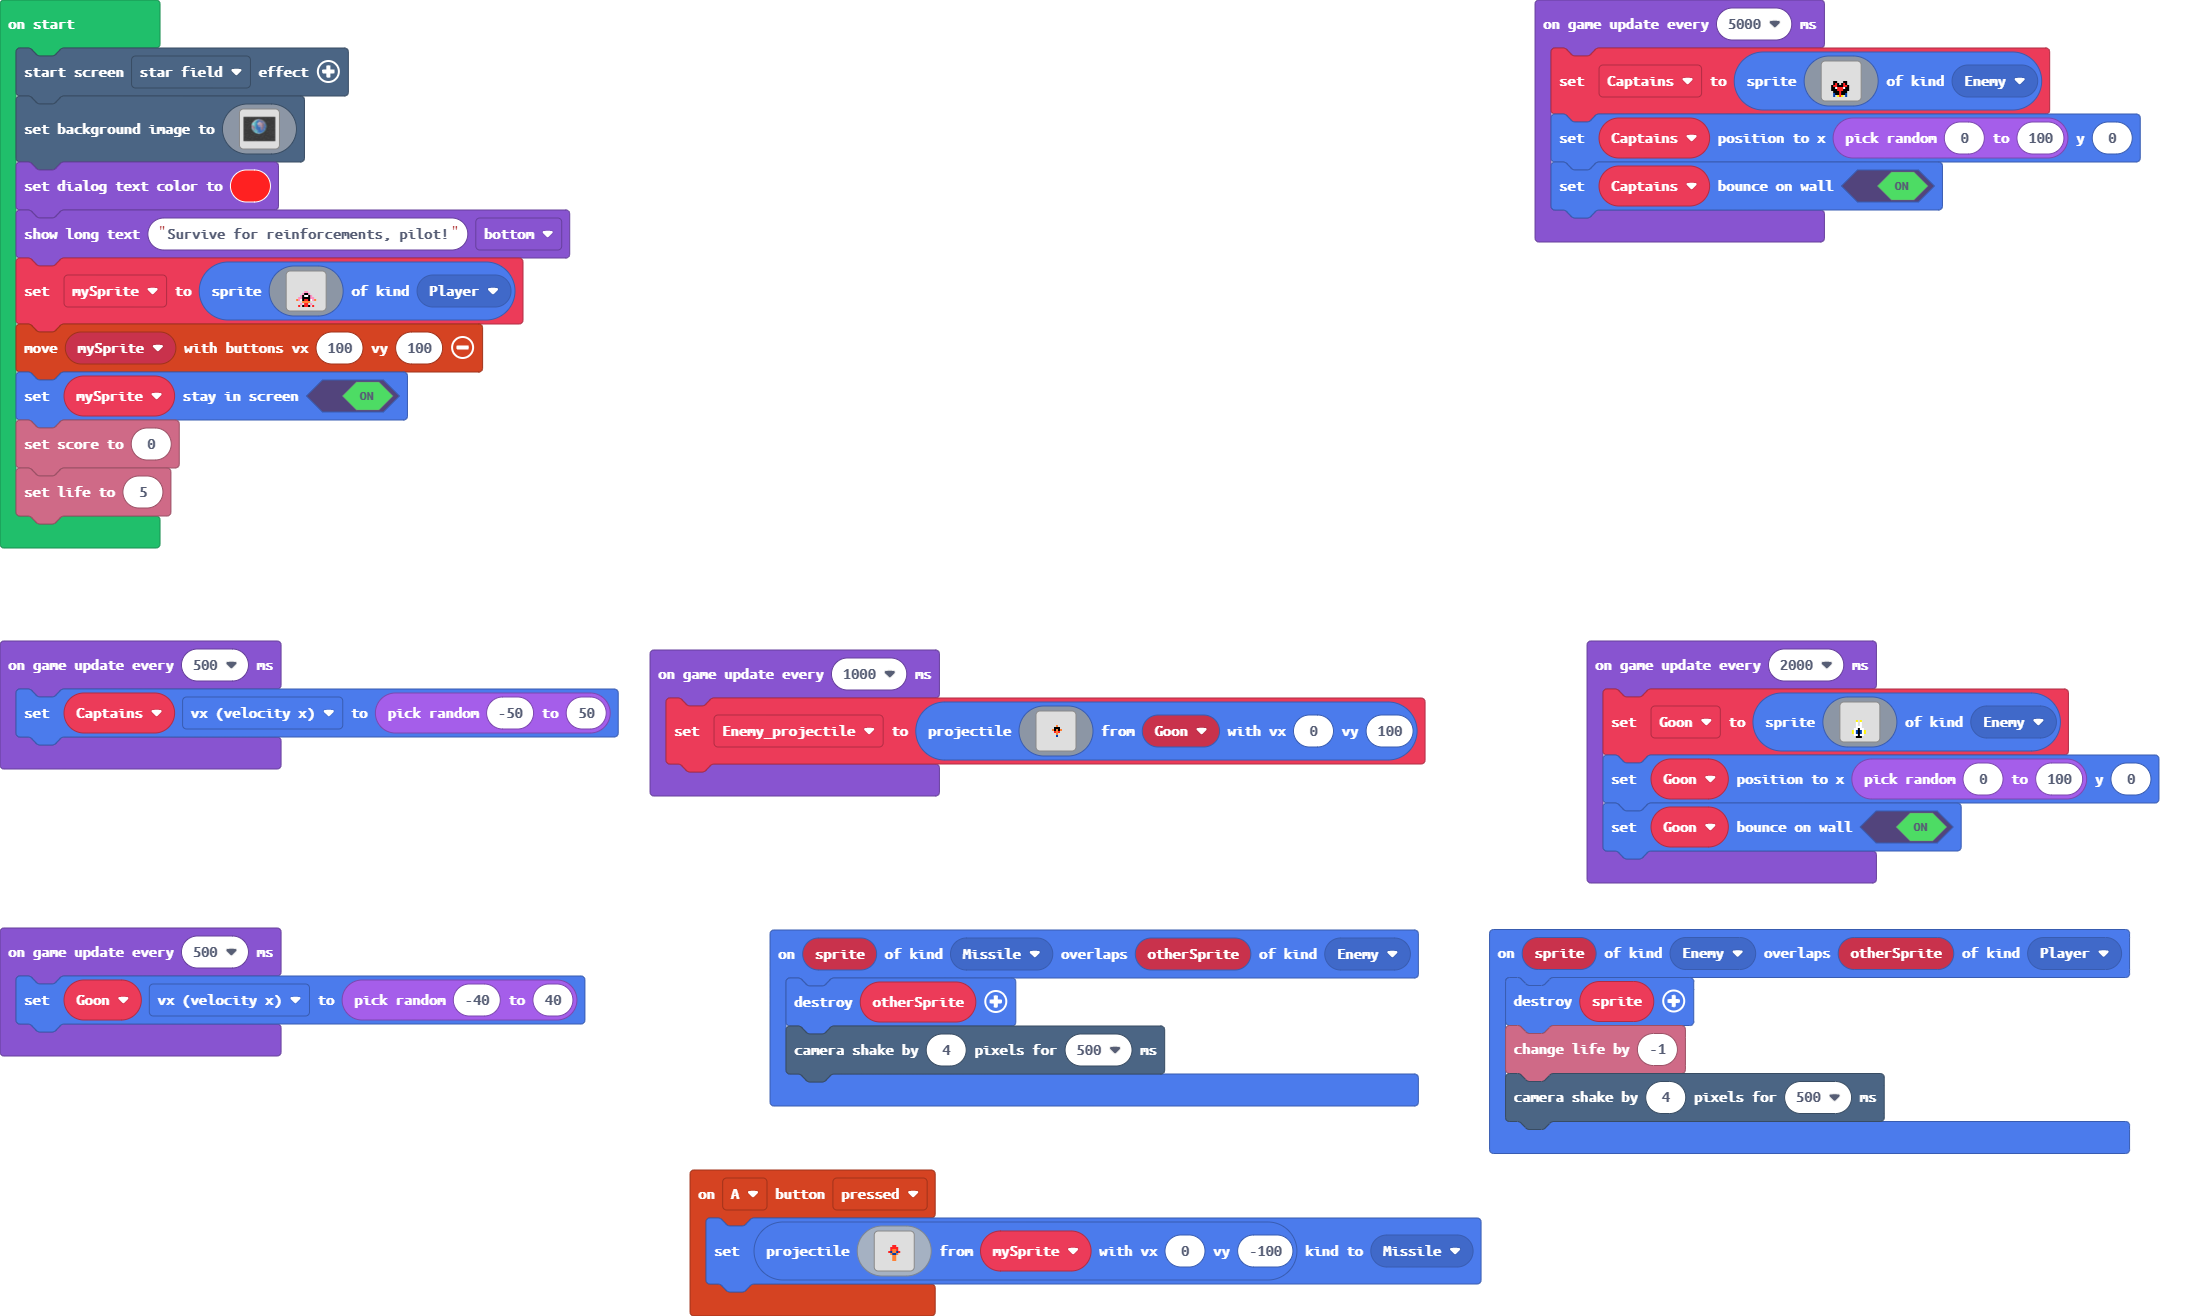 on start
start screen star field effect
set background image to
set dialog text color to
show long text "Survive for reinforcements, pilot!" bottom
set mySprite to sprite of kind Player
move mySprite with buttons vx 100 vy 100
set mySprite stay in screen ON
set score to 0
set life to 5
on game update every 5000 ms
set Captains to sprite of kind Enemy
set Captains position to x pick random 0 to 100 y 0
set Captains bounce on wall ON
on game update every 500 ms
set Captains vx (velocity x) to pick random -50 to 50
on game update every 1000 ms
set Enemy_projectile to projectile from Goon with vx 0 vy 100
on game update every 2000 ms
set Goon to sprite of kind Enemy
set Goon position to x pick random 0 to 100 y 0
set Goon bounce on wall ON
on game update every 500 ms
set Goon vx (velocity x) to pick random -40 to 40
on sprite of kind Missile overlaps otherSprite of kind Enemy
destroy otherSprite
camera shake by 4 pixels for 500 ms
on sprite of kind Enemy overlaps otherSprite of kind Player
destroy sprite
change life by -1
camera shake by 4 pixels for 500 ms
on A button pressed
set projectile from mySprite with vx 0 vy -100 kind to Missile